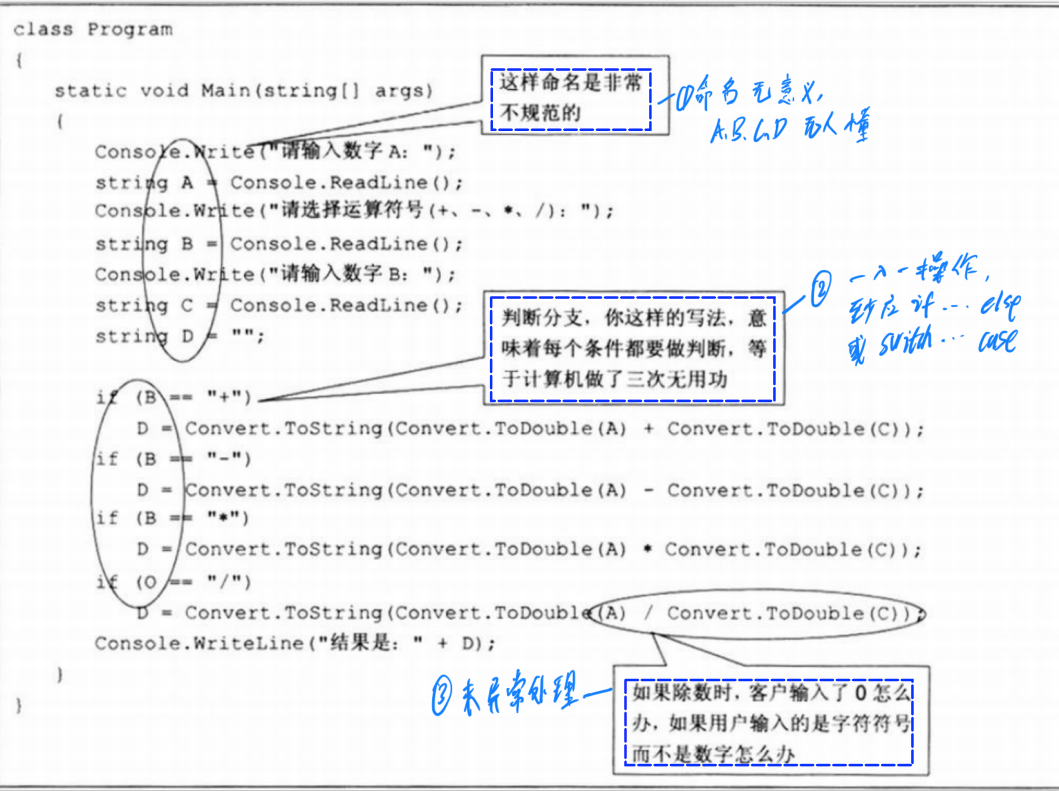 class Program
{
static void Main(string[] args)
{
Console.Write("请输入数字A: ");
string A = Console.ReadLine();
Console.Write("请选择运算符号(+、-、*、/): ");
string B = Console.ReadLine();
Console.Write("请输入数字B: ");
string C = Console.ReadLine();
string D = "";
if (B == "+")
D = Convert.ToString(Convert.ToDouble(A) + Convert.ToDouble(C));
if (B == "-")
D = Convert.ToString(Convert.ToDouble(A) - Convert.ToDouble(C));
if (B == "*")
D = Convert.ToString(Convert.ToDouble(A) * Convert.ToDouble(C));
if (O == "/")
D = Convert.ToString(Convert.ToDouble(A) / Convert.ToDouble(C));
Console.WriteLine("结果是: " + D);
}
}
这样命名是非常
不规范的
①命名无意义,
A.B.C.D 无人懂
判断分支，你这样的写法，意
味着每个条件都要做判断，等
于计算机做了三次无用功
② 一入一操作,
if ... else
或 switch ... case
如果除数时，客户输入了0怎么
办，如果用户输入的是字符符号
而不是数字怎么办
③未异常处理